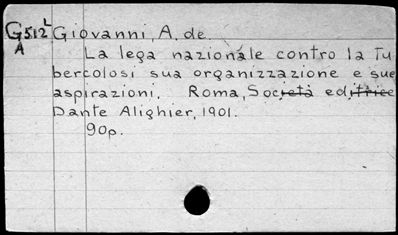 G512L Giovanni, A. de.
A
La lega nazionale contro la Tu
bercolosi sua organizzazione e sue
aspirazioni. Roma, Società editrice
Dante Alighier, 1901.
90p.